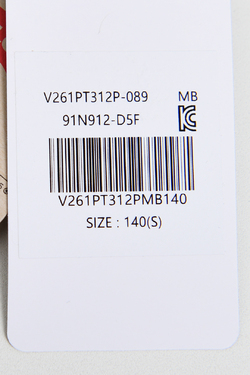 V261PT312P-089 MB
91N912-D5F
V261PT312PMB140
SIZE : 140(S)